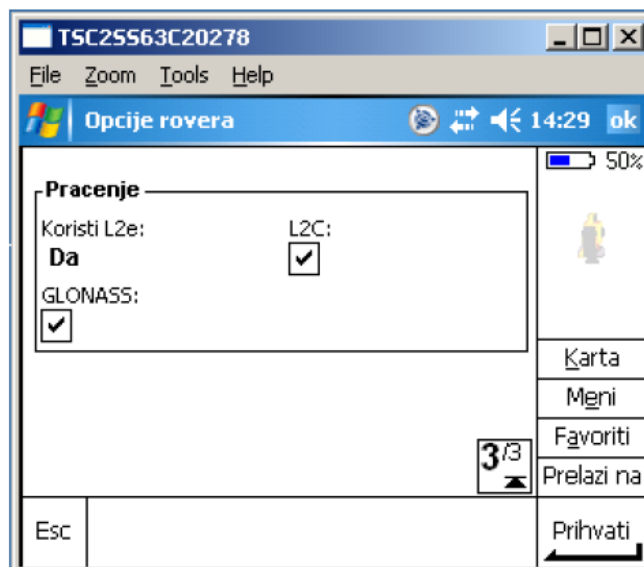 TSC2SS63C20278
File Zoom Tools Help
Opcije rovera 14:29 ok
50%
Pracenje
Koristi L2e: L2C:
Da
GLONASS:
Karta
Meni
Favoriti
3/3
Prelazi na
Esc Prihvati